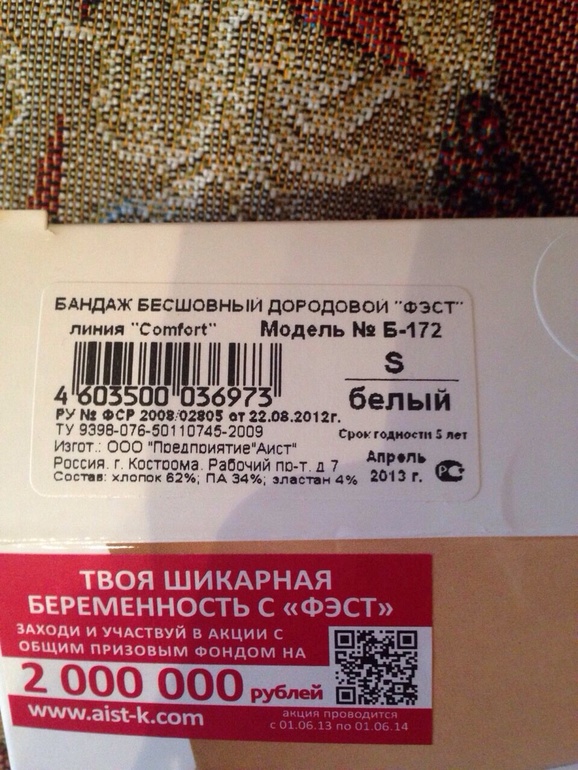 БАНДАЖ БЕСШОВНЫЙ ДОРОДОВОЙ "ФЭСТ"
линия "Comfort" Модель № Б-172
S
белый
4 603500 036973
РУ № ФСР 2008/02805 от 22.08.2012г.
ТУ 9398-076-50110745-2009
Срок годности 5 лет
Изгот.: ООО "Предприятие"Аист"
Россия. г. Кострома. Рабочий пр-т. д 7
Апрель
2013 г.
Состав: хлопок 62%; ПА 34%; эластан 4%
ТВОЯ ШИКАРНАЯ
БЕРЕМЕННОСТЬ С «ФЭСТ»
ЗАХОДИ И УЧАСТВУЙ В АКЦИИ С
ОБЩИМ ПРИЗОВЫМ ФОНДОМ НА
2 000 000 рублей
www.aist-k.com
акция проводится
с 01.06.13 по 01.06.14